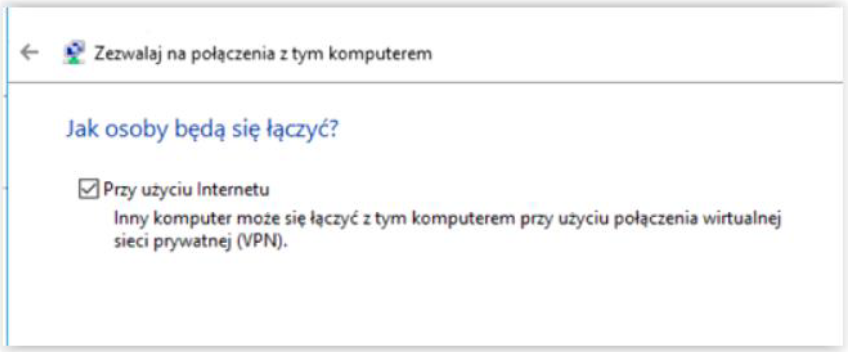 Zezwalaj na połączenia z tym komputerem
Jak osoby będą się łączyć?
Przy użyciu Internetu
Inny komputer może się łączyć z tym komputerem przy użyciu połączenia wirtualnej
sieci prywatnej (VPN).